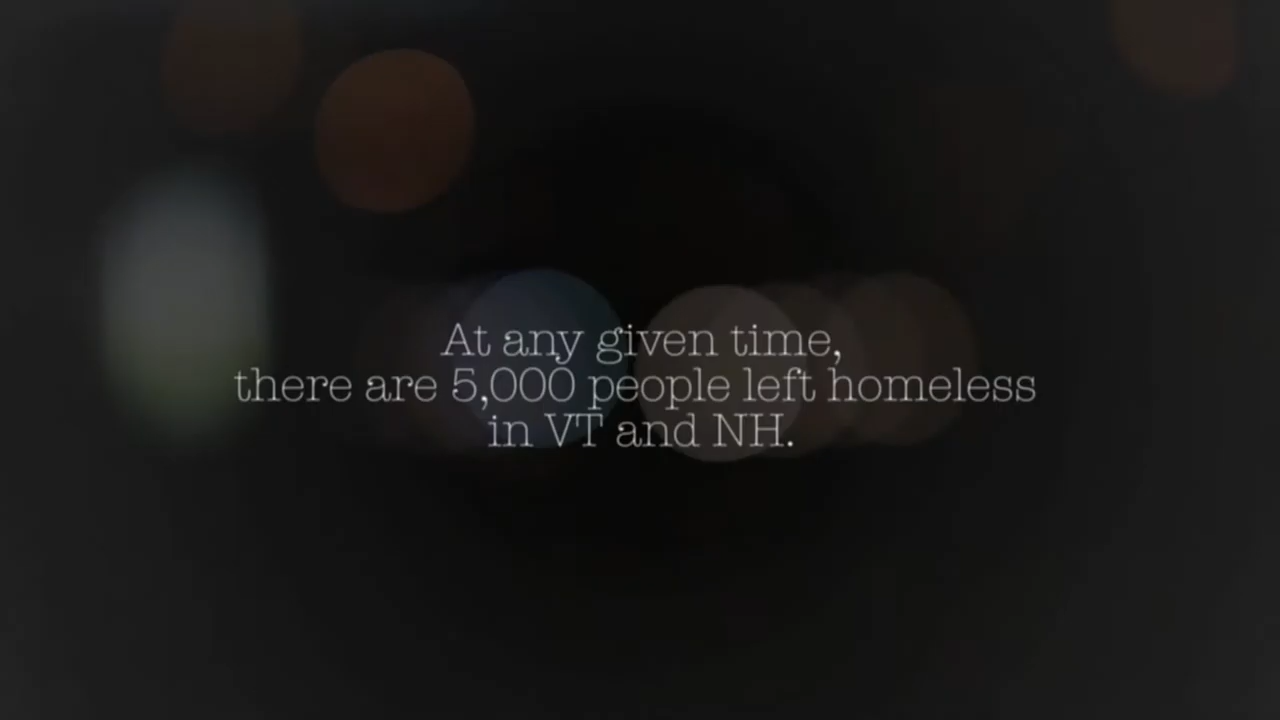 At any given time,
there are 5,000 people left homeless
in VT and NH.